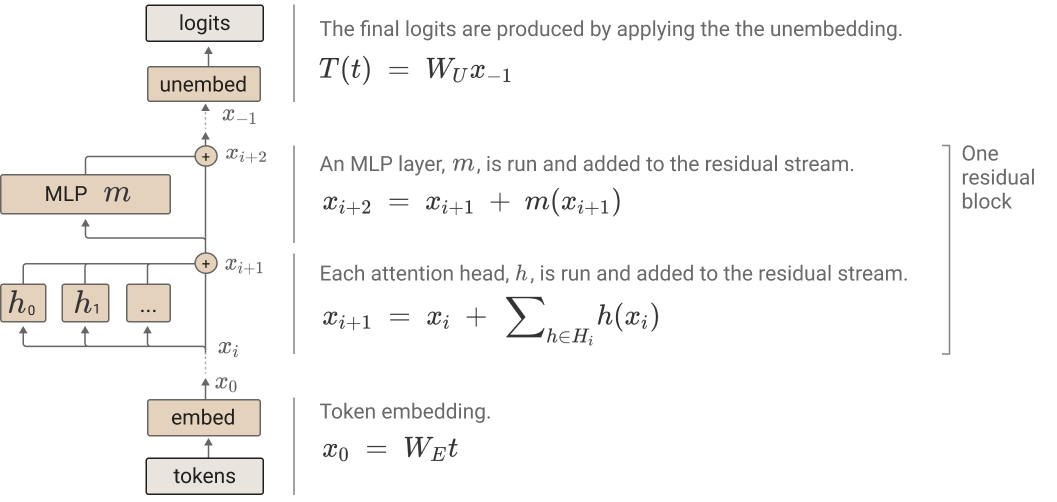 logits
The final logits are produced by applying the the unembedding.
T(t) = W_U x_{-1}
unembed
x_{-1}
x_{i+2}
An MLP layer, m, is run and added to the residual stream.
One
residual
block
MLP m
x_{i+2} = x_{i+1} + m(x_{i+1})
x_{i+1}
Each attention head, h, is run and added to the residual stream.
h_0 h_1 ...
x_{i+1} = x_i + ∑_{h∈H_i} h(x_i)
x_i
x_0
embed
Token embedding.
x_0 = W_E t
tokens